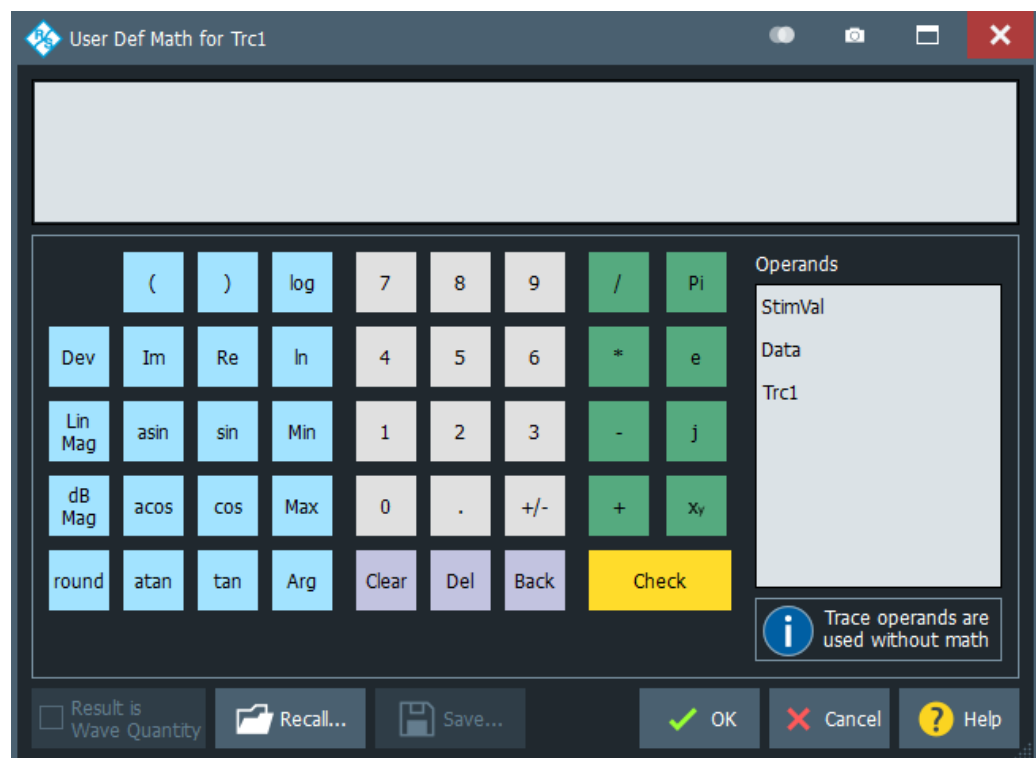 R S
User Def Math for Trc1
( ) log 7 8 9 / Pi
Operands
StimVal
Data
Trc1
Dev Im Re ln 4 5 6 * e
Lin
Mag
asin sin Min 1 2 3 - j
dB
Mag
acos cos Max 0 . +/- + xy
round atan tan Arg Clear Del Back Check
i
Trace operands are
used without math
Result is
Wave Quantity
Recall...
Save...
OK
Cancel
? Help